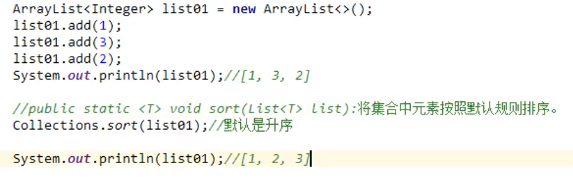 ArrayList<Integer> list01 = new ArrayList<>();
list01.add(1);
list01.add(3);
list01.add(2);
System.out.println(list01);//[1, 3, 2]
//public static <T> void sort(List<T> list):将集合中元素按照默认规则排序。
Collections.sort(list01);//默认是升序
System.out.println(list01);//[1, 2, 3]